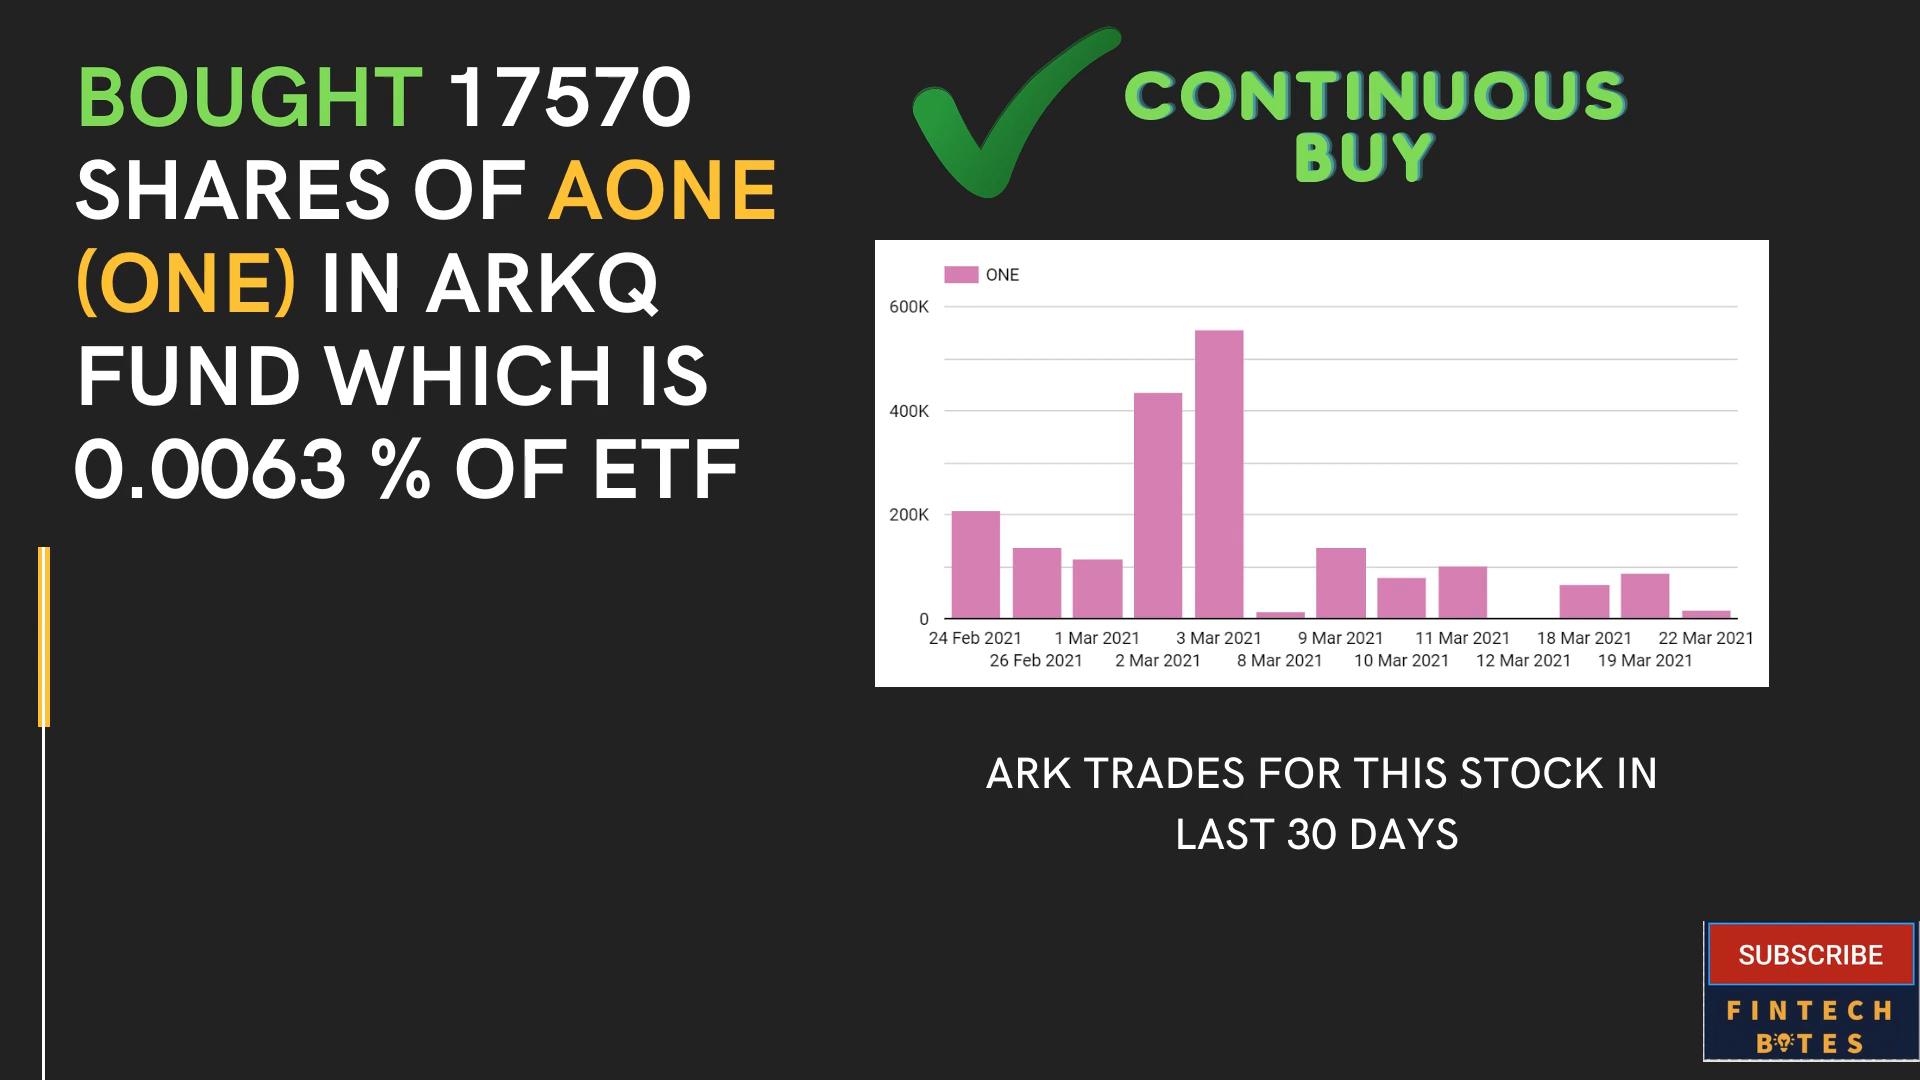 BOUGHT 17570
SHARES OF AONE
(ONE) IN ARKQ
FUND WHICH IS
0.0063 % OF ETF
CONTINUOUS
BUY
ONE
600K
400K
200K
0
24 Feb 2021 1 Mar 2021 3 Mar 2021 9 Mar 2021 11 Mar 2021 18 Mar 2021 22 Mar 2021
26 Feb 2021 2 Mar 2021 8 Mar 2021 10 Mar 2021 12 Mar 2021 19 Mar 2021
ARK TRADES FOR THIS STOCK IN
LAST 30 DAYS
SUBSCRIBE
FINTECH
BITES